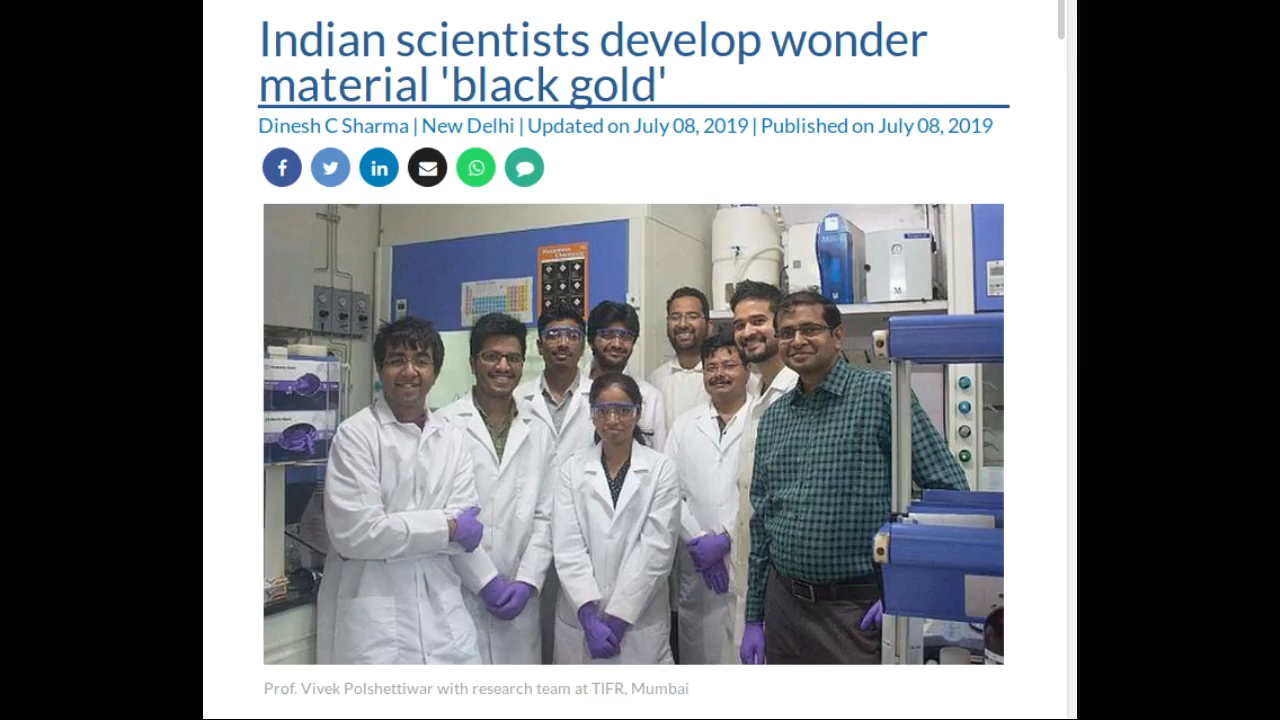 Indian scientists develop wonder
material 'black gold'
Dinesh C Sharma | New Delhi | Updated on July 08, 2019 | Published on July 08, 2019
Prof. Vivek Polshettiwar with research team at TIFR, Mumbai